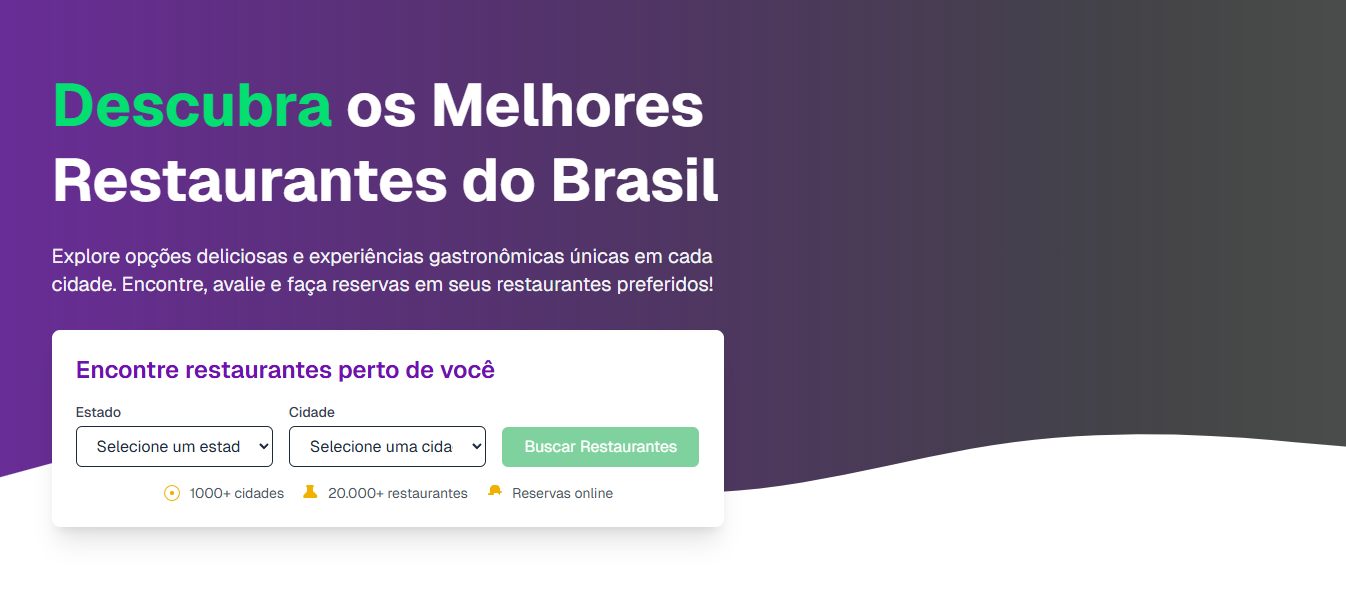 Descubra os Melhores
Restaurantes do Brasil
Explore opções deliciosas e experiências gastronômicas únicas em cada
cidade. Encontre, avalie e faça reservas em seus restaurantes preferidos!
Encontre restaurantes perto de você
Estado Cidade
Selecione um estad Selecione uma cida Buscar Restaurantes
1000+ cidades 20.000+ restaurantes Reservas online